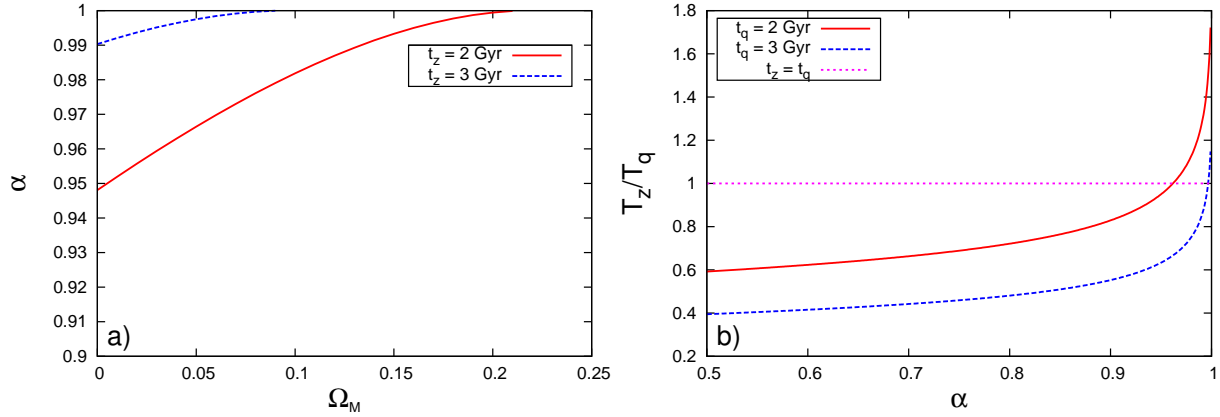 1
0.99
0.98
0.97
0.96
0.95
0.94
0.93
0.92
0.91
0.9
α
t_z = 2 Gyr
t_z = 3 Gyr
a)
0 0.05 0.1 0.15 0.2 0.25
Ω_M
1.8
1.6
1.4
1.2
1
0.8
0.6
0.4
0.2
T_z/T_q
t_q = 2 Gyr
t_q = 3 Gyr
t_z = t_q
b)
0.5 0.6 0.7 0.8 0.9 1
α